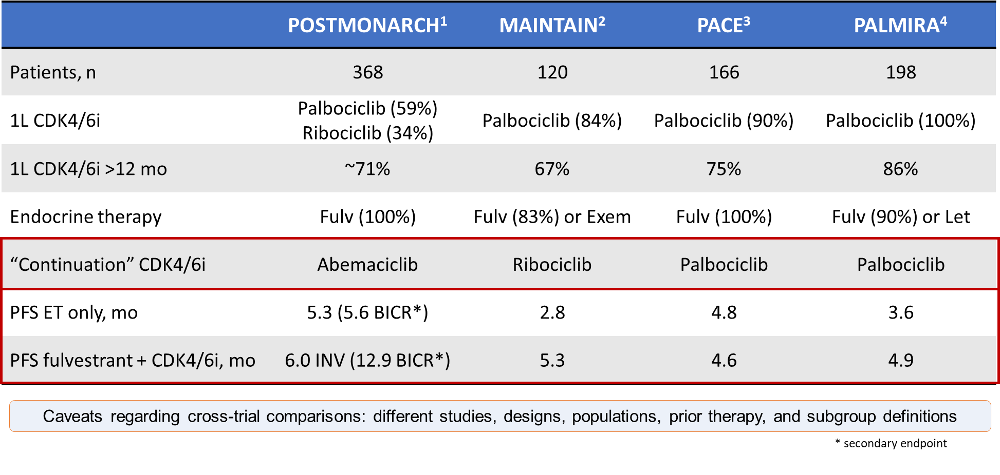 POSTMONARCH¹ MAINTAIN² PACE³ PALMIRA⁴
Patients, n 368 120 166 198
1L CDK4/6i Palbociclib (59%) Ribociclib (34%) Palbociclib (84%) Palbociclib (90%) Palbociclib (100%)
1L CDK4/6i >12 mo ~71% 67% 75% 86%
Endocrine therapy Fulv (100%) Fulv (83%) or Exem Fulv (100%) Fulv (90%) or Let
“Continuation” CDK4/6i Abemaciclib Ribociclib Palbociclib Palbociclib
PFS ET only, mo 5.3 (5.6 BICR*) 2.8 4.8 3.6
PFS fulvestrant + CDK4/6i, mo 6.0 INV (12.9 BICR*) 5.3 4.6 4.9
Caveats regarding cross-trial comparisons: different studies, designs, populations, prior therapy, and subgroup definitions
* secondary endpoint